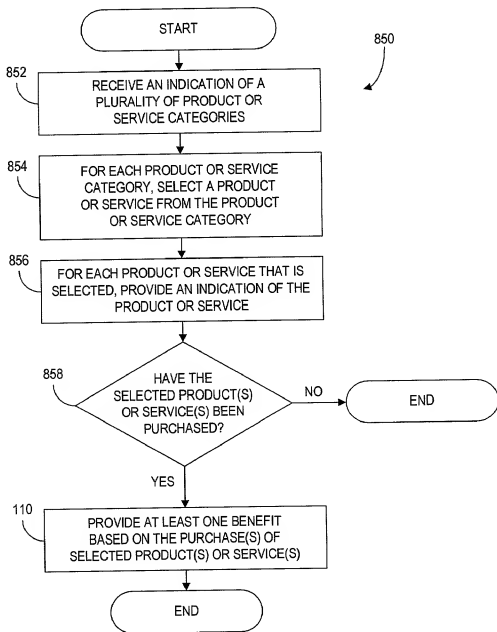 START
850
852
RECEIVE AN INDICATION OF A
PLURALITY OF PRODUCT OR
SERVICE CATEGORIES
854
FOR EACH PRODUCT OR SERVICE
CATEGORY, SELECT A PRODUCT
OR SERVICE FROM THE PRODUCT
OR SERVICE CATEGORY
856
FOR EACH PRODUCT OR SERVICE THAT IS
SELECTED, PROVIDE AN INDICATION OF THE
PRODUCT OR SERVICE
858
HAVE THE
SELECTED PRODUCT(S)
OR SERVICE(S) BEEN
PURCHASED?
NO
END
YES
110
PROVIDE AT LEAST ONE BENEFIT
BASED ON THE PURCHASE(S) OF
SELECTED PRODUCT(S) OR SERVICE(S)
END